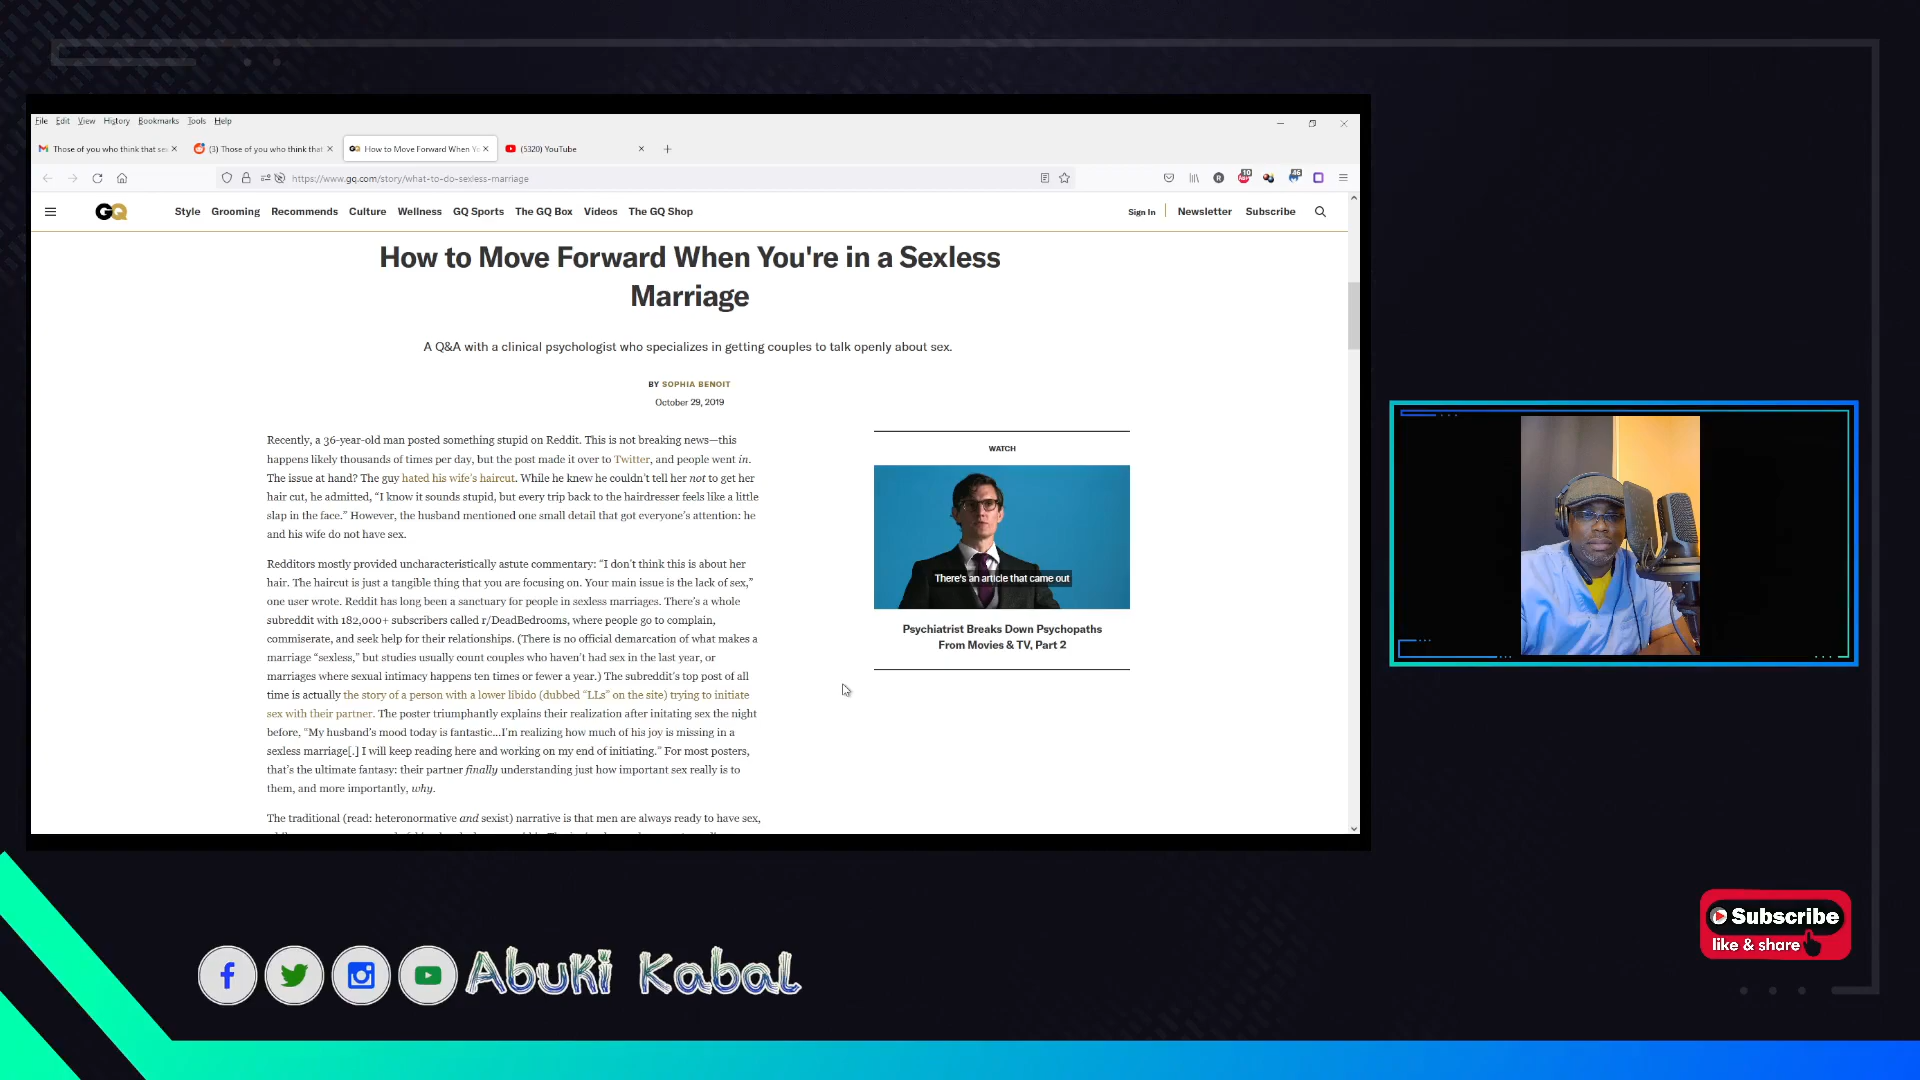 File Edit View History Bookmarks Tools Help
Those of you who think that se
(3) Those of you who think that
GQ How to Move Forward When Yo
(5320) YouTube
https://www.gq.com/story/what-to-do-sexless-marriage
10
46
GQ Style Grooming Recommends Culture Wellness GQ Sports The GQ Box Videos The GQ Shop Sign In Newsletter Subscribe
How to Move Forward When You're in a Sexless
Marriage
A Q&A with a clinical psychologist who specializes in getting couples to talk openly about sex.
BY SOPHIA BENOIT
October 29, 2019
Recently, a 36-year-old man posted something stupid on Reddit. This is not breaking news—this
happens likely thousands of times per day, but the post made it over to Twitter, and people went in.
The issue at hand? The guy hated his wife's haircut. While he knew he couldn't tell her not to get her
hair cut, he admitted, “I know it sounds stupid, but every trip back to the hairdresser feels like a little
slap in the face.” However, the husband mentioned one small detail that got everyone's attention: he
and his wife do not have sex.
Redditors mostly provided uncharacteristically astute commentary: “I don't think this is about her
hair. The haircut is just a tangible thing that you are focusing on. Your main issue is the lack of sex,”
one user wrote. Reddit has long been a sanctuary for people in sexless marriages. There's a whole
subreddit with 182,000+ subscribers called r/DeadBedrooms, where people go to complain,
commiserate, and seek help for their relationships. (There is no official demarcation of what makes a
marriage “sexless,” but studies usually count couples who haven't had sex in the last year, or
marriages where sexual intimacy happens ten times or fewer a year.) The subreddit's top post of all
time is actually the story of a person with a lower libido (dubbed “LLs” on the site) trying to initiate
sex with their partner. The poster triumphantly explains their realization after initating sex the night
before, "My husband's mood today is fantastic...I'm realizing how much of his joy is missing in a
sexless marriage[.] I will keep reading here and working on my end of initiating.” For most posters,
that's the ultimate fantasy: their partner finally understanding just how important sex really is to
them, and more importantly, why.
The traditional (read: heteronormative and sexist) narrative is that men are always ready to have sex,
WATCH
There's an article that came out
Psychiatrist Breaks Down Psychopaths
From Movies & TV, Part 2
Abuki Kabal
Subscribe
like & share